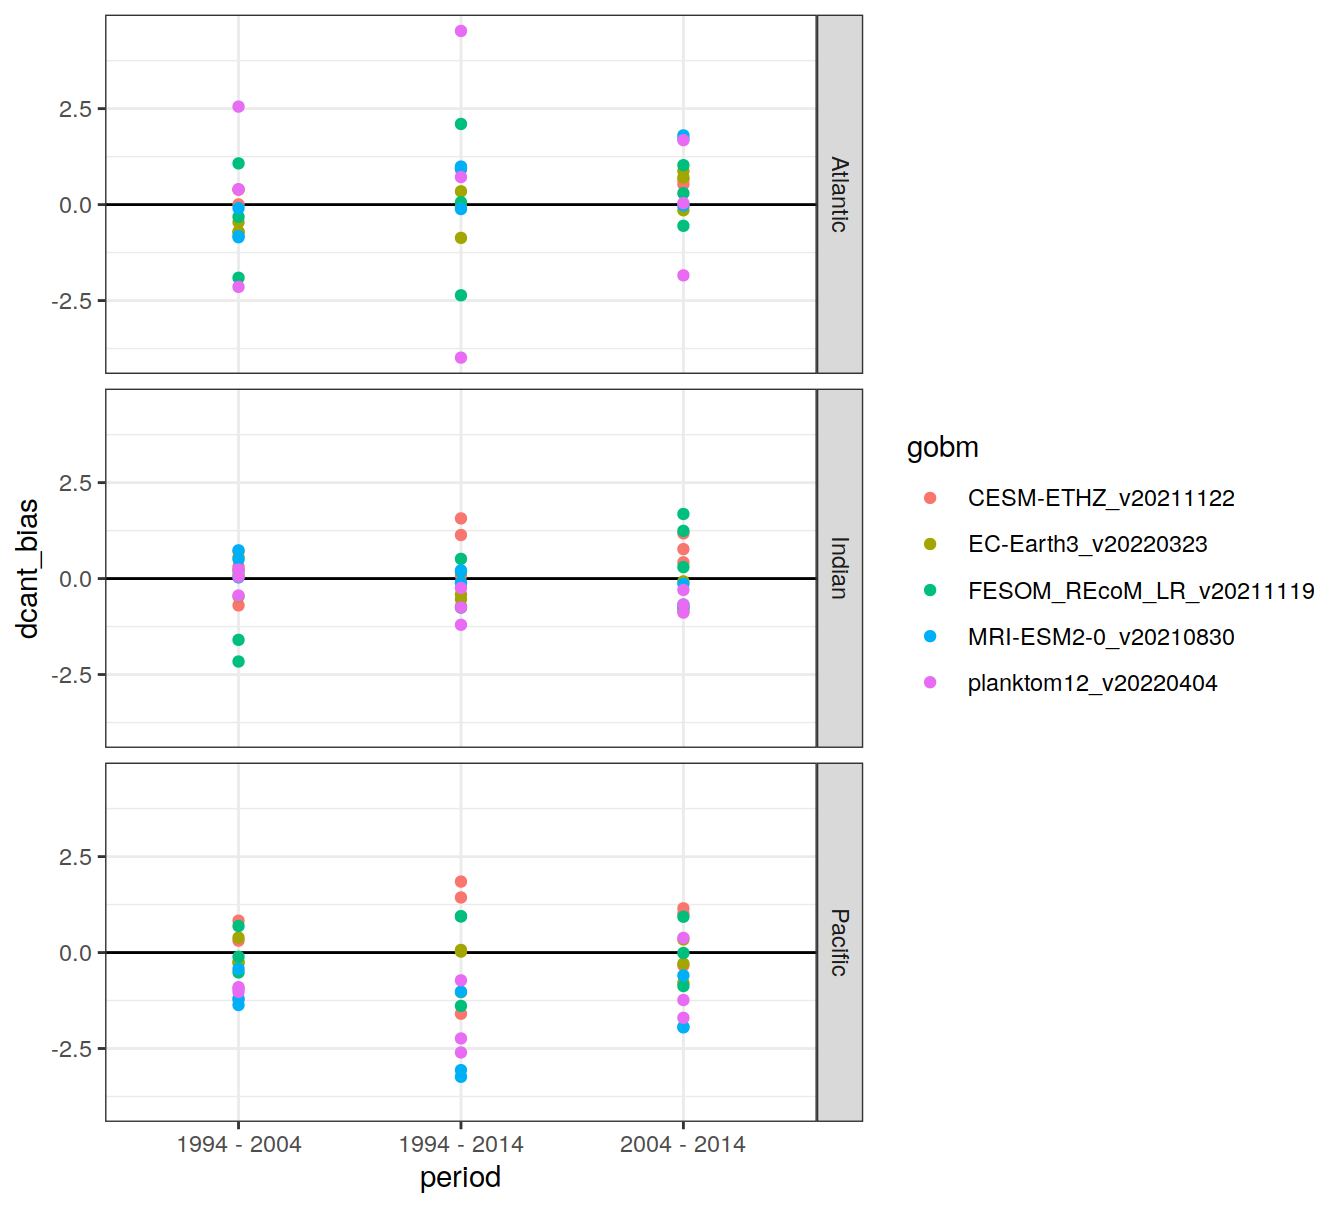 2.5
0.0
-2.5
Atlantic
2.5
0.0
-2.5
Indian
2.5
0.0
-2.5
Pacific
dcant_bias
1994 - 2004
1994 - 2014
2004 - 2014
period
gobm
CESM-ETHZ_v20211122
EC-Earth3_v20220323
FESOM_REcoM_LR_v20211119
MRI-ESM2-0_v20210830
planktom12_v20220404